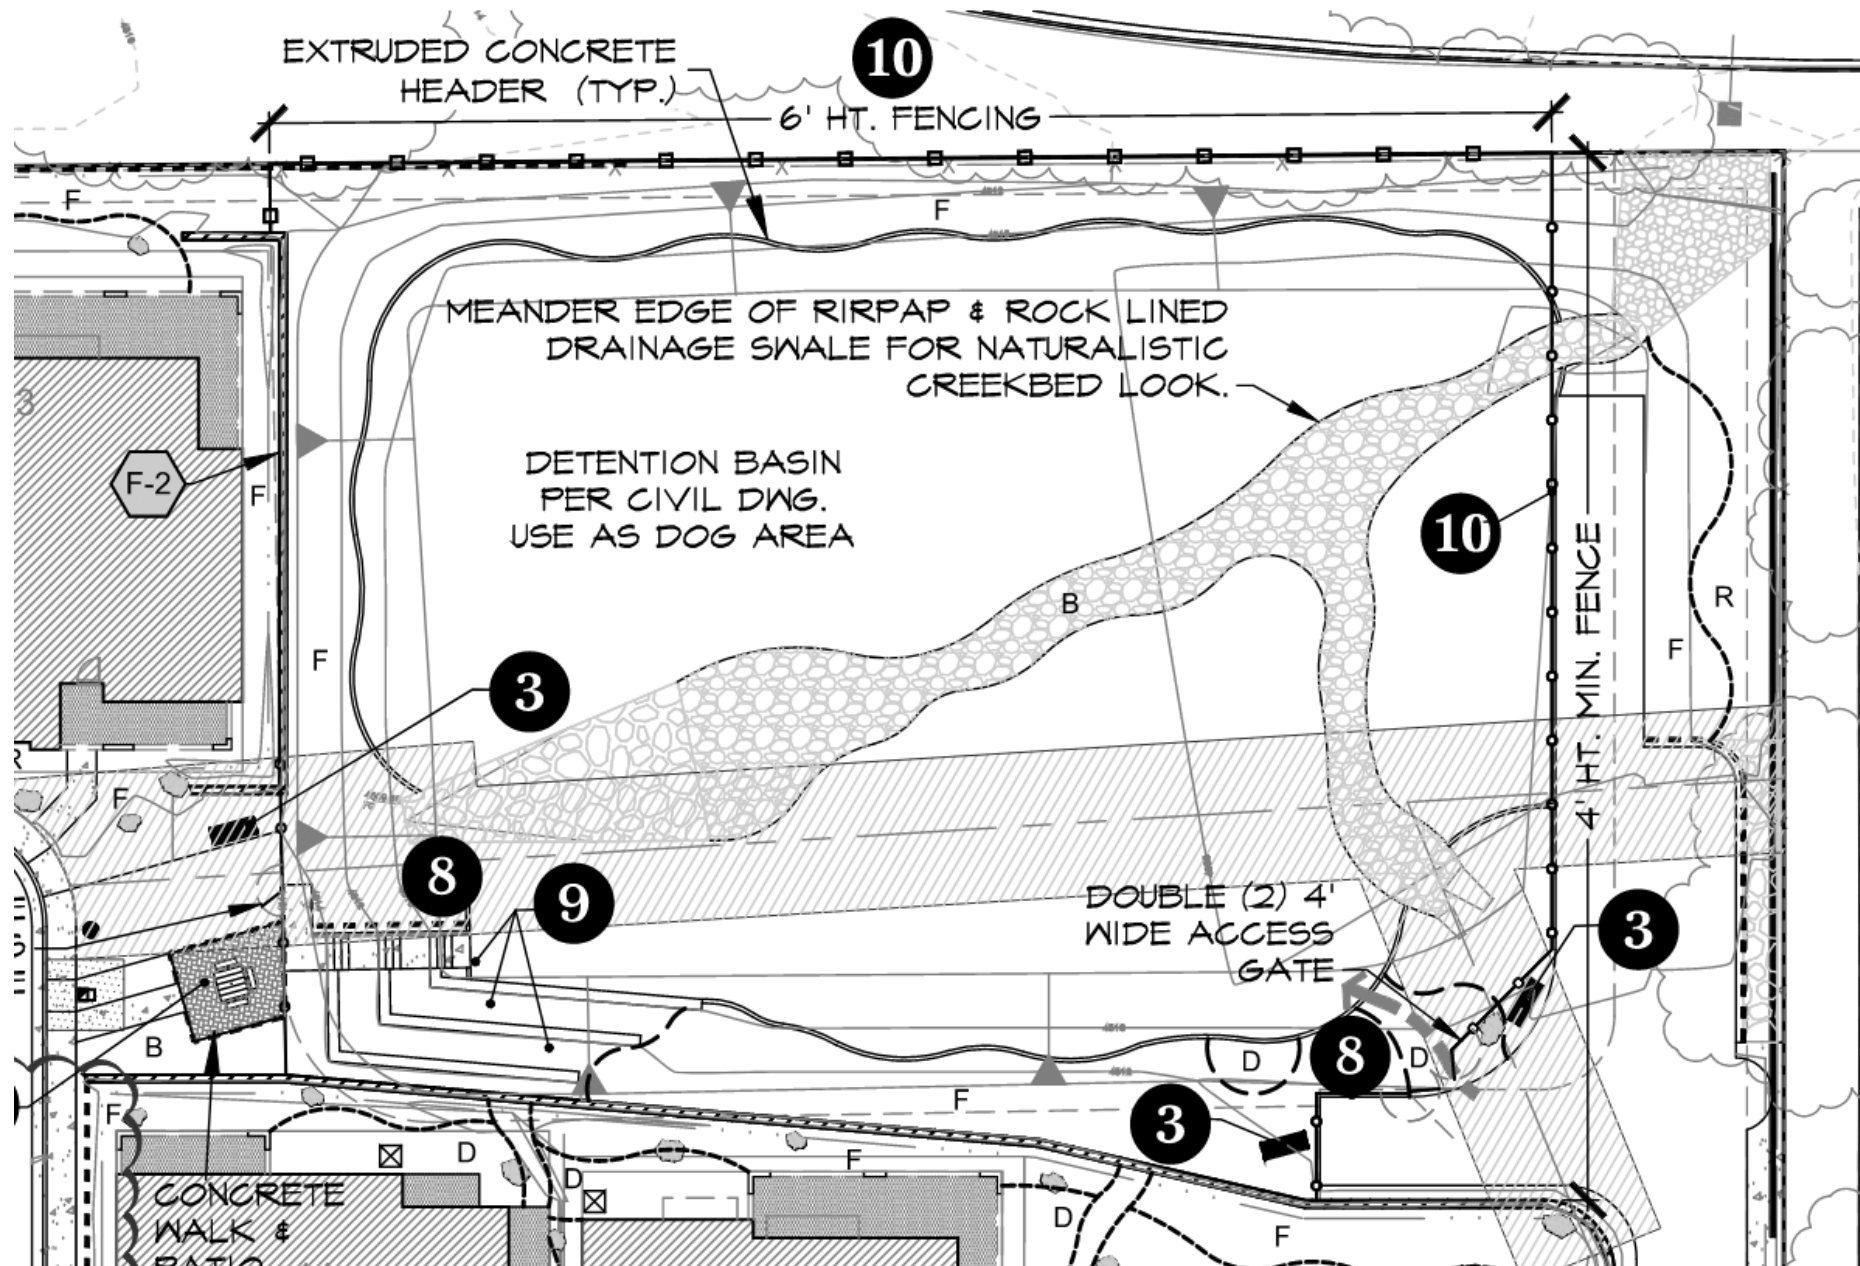 EXTRUDED CONCRETE
HEADER (TYP.)
10
6' HT. FENCING
F
F
MEANDER EDGE OF RIRPAP & ROCK LINED
DRAINAGE SWALE FOR NATURALISTIC
CREEKBED LOOK.
3
F-2
F
DETENTION BASIN
PER CIVIL DWG.
USE AS DOG AREA
10
4' HT. MIN. FENCE
B
R
F
F
3
R
F
8
9
DOUBLE (2) 4'
WIDE ACCESS
GATE
3
B
8
D
D
F
F
3
D
D
F
D
F
CONCRETE
WALK &
PATIO